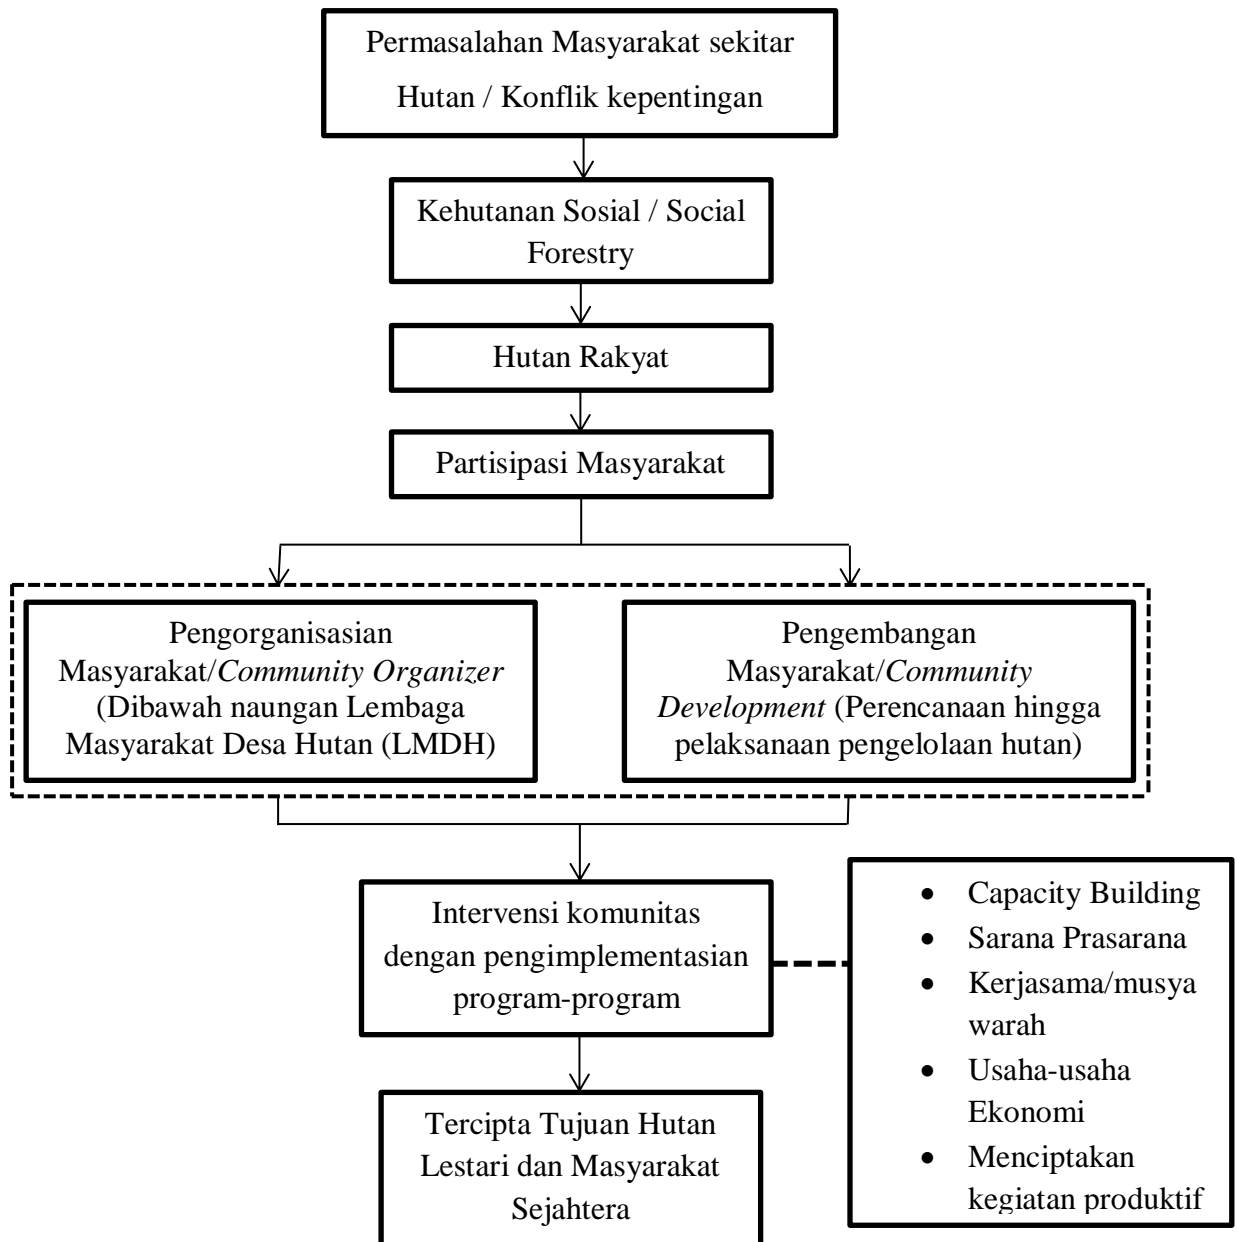 Permasalahan Masyarakat sekitar
Hutan / Konflik kepentingan
Kehutanan Sosial / Social
Forestry
Hutan Rakyat
Partisipasi Masyarakat
Pengorganisasian
Masyarakat/Community Organizer
(Dibawah naungan Lembaga
Masyarakat Desa Hutan (LMDH)
Pengembangan
Masyarakat/Community
Development (Perencanaan hingga
pelaksanaan pengelolaan hutan)
Intervensi komunitas
dengan pengimplementasian
program-program
• Capacity Building
• Sarana Prasarana
• Kerjasama/musya
warah
• Usaha-usaha
Ekonomi
• Menciptakan
kegiatan produktif
Tercipta Tujuan Hutan
Lestari dan Masyarakat
Sejahtera